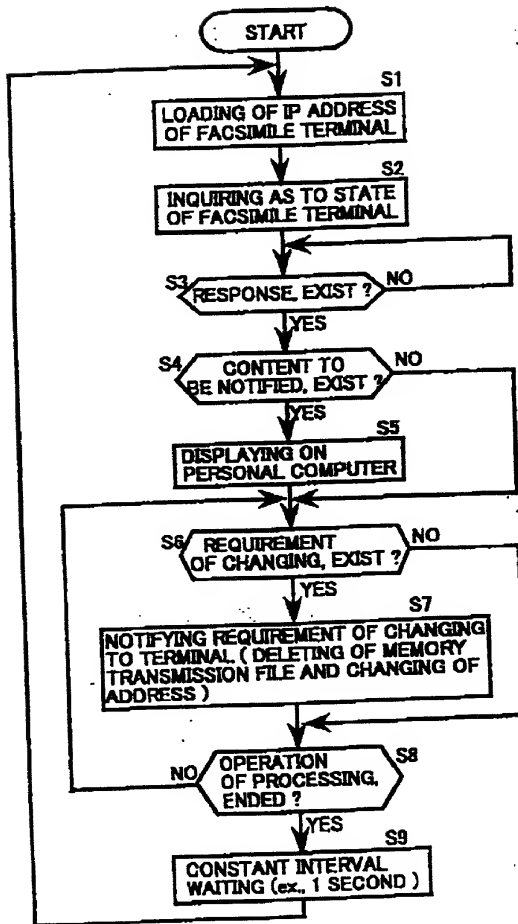 START
S1
LOADING OF IP ADDRESS
OF FACSIMILE TERMINAL
S2
INQUIRING AS TO STATE
OF FACSIMILE TERMINAL
S3
RESPONSE, EXIST ?
NO
YES
S4
CONTENT TO
BE NOTIFIED, EXIST ?
NO
YES
S5
DISPLAYING ON
PERSONAL COMPUTER
S6
REQUIREMENT
OF CHANGING, EXIST ?
NO
YES
S7
NOTIFYING REQUIREMENT OF CHANGING
TO TERMINAL ( DELETING OF MEMORY
TRANSMISSION FILE AND CHANGING OF
ADDRESS )
NO
OPERATION
OF PROCESSING,
ENDED ?
S8
YES
S9
CONSTANT INTERVAL
WAITING (ex., 1 SECOND )